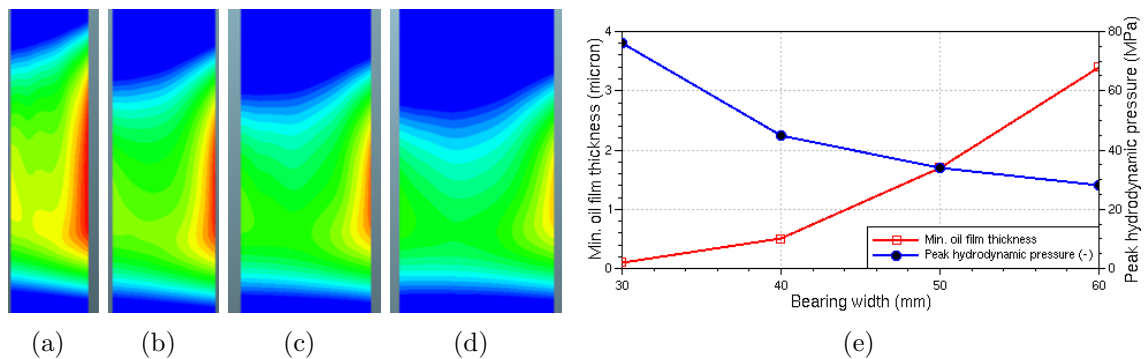 4
3
2
1
0
Min. oil film thickness (micron)
80
60
40
20
0
Peak hydrodynamic pressure (MPa)
Min. oil film thickness
Peak hydrodynamic pressure (-)
30
40
50
60
Bearing width (mm)
(a)
(b)
(c)
(d)
(e)